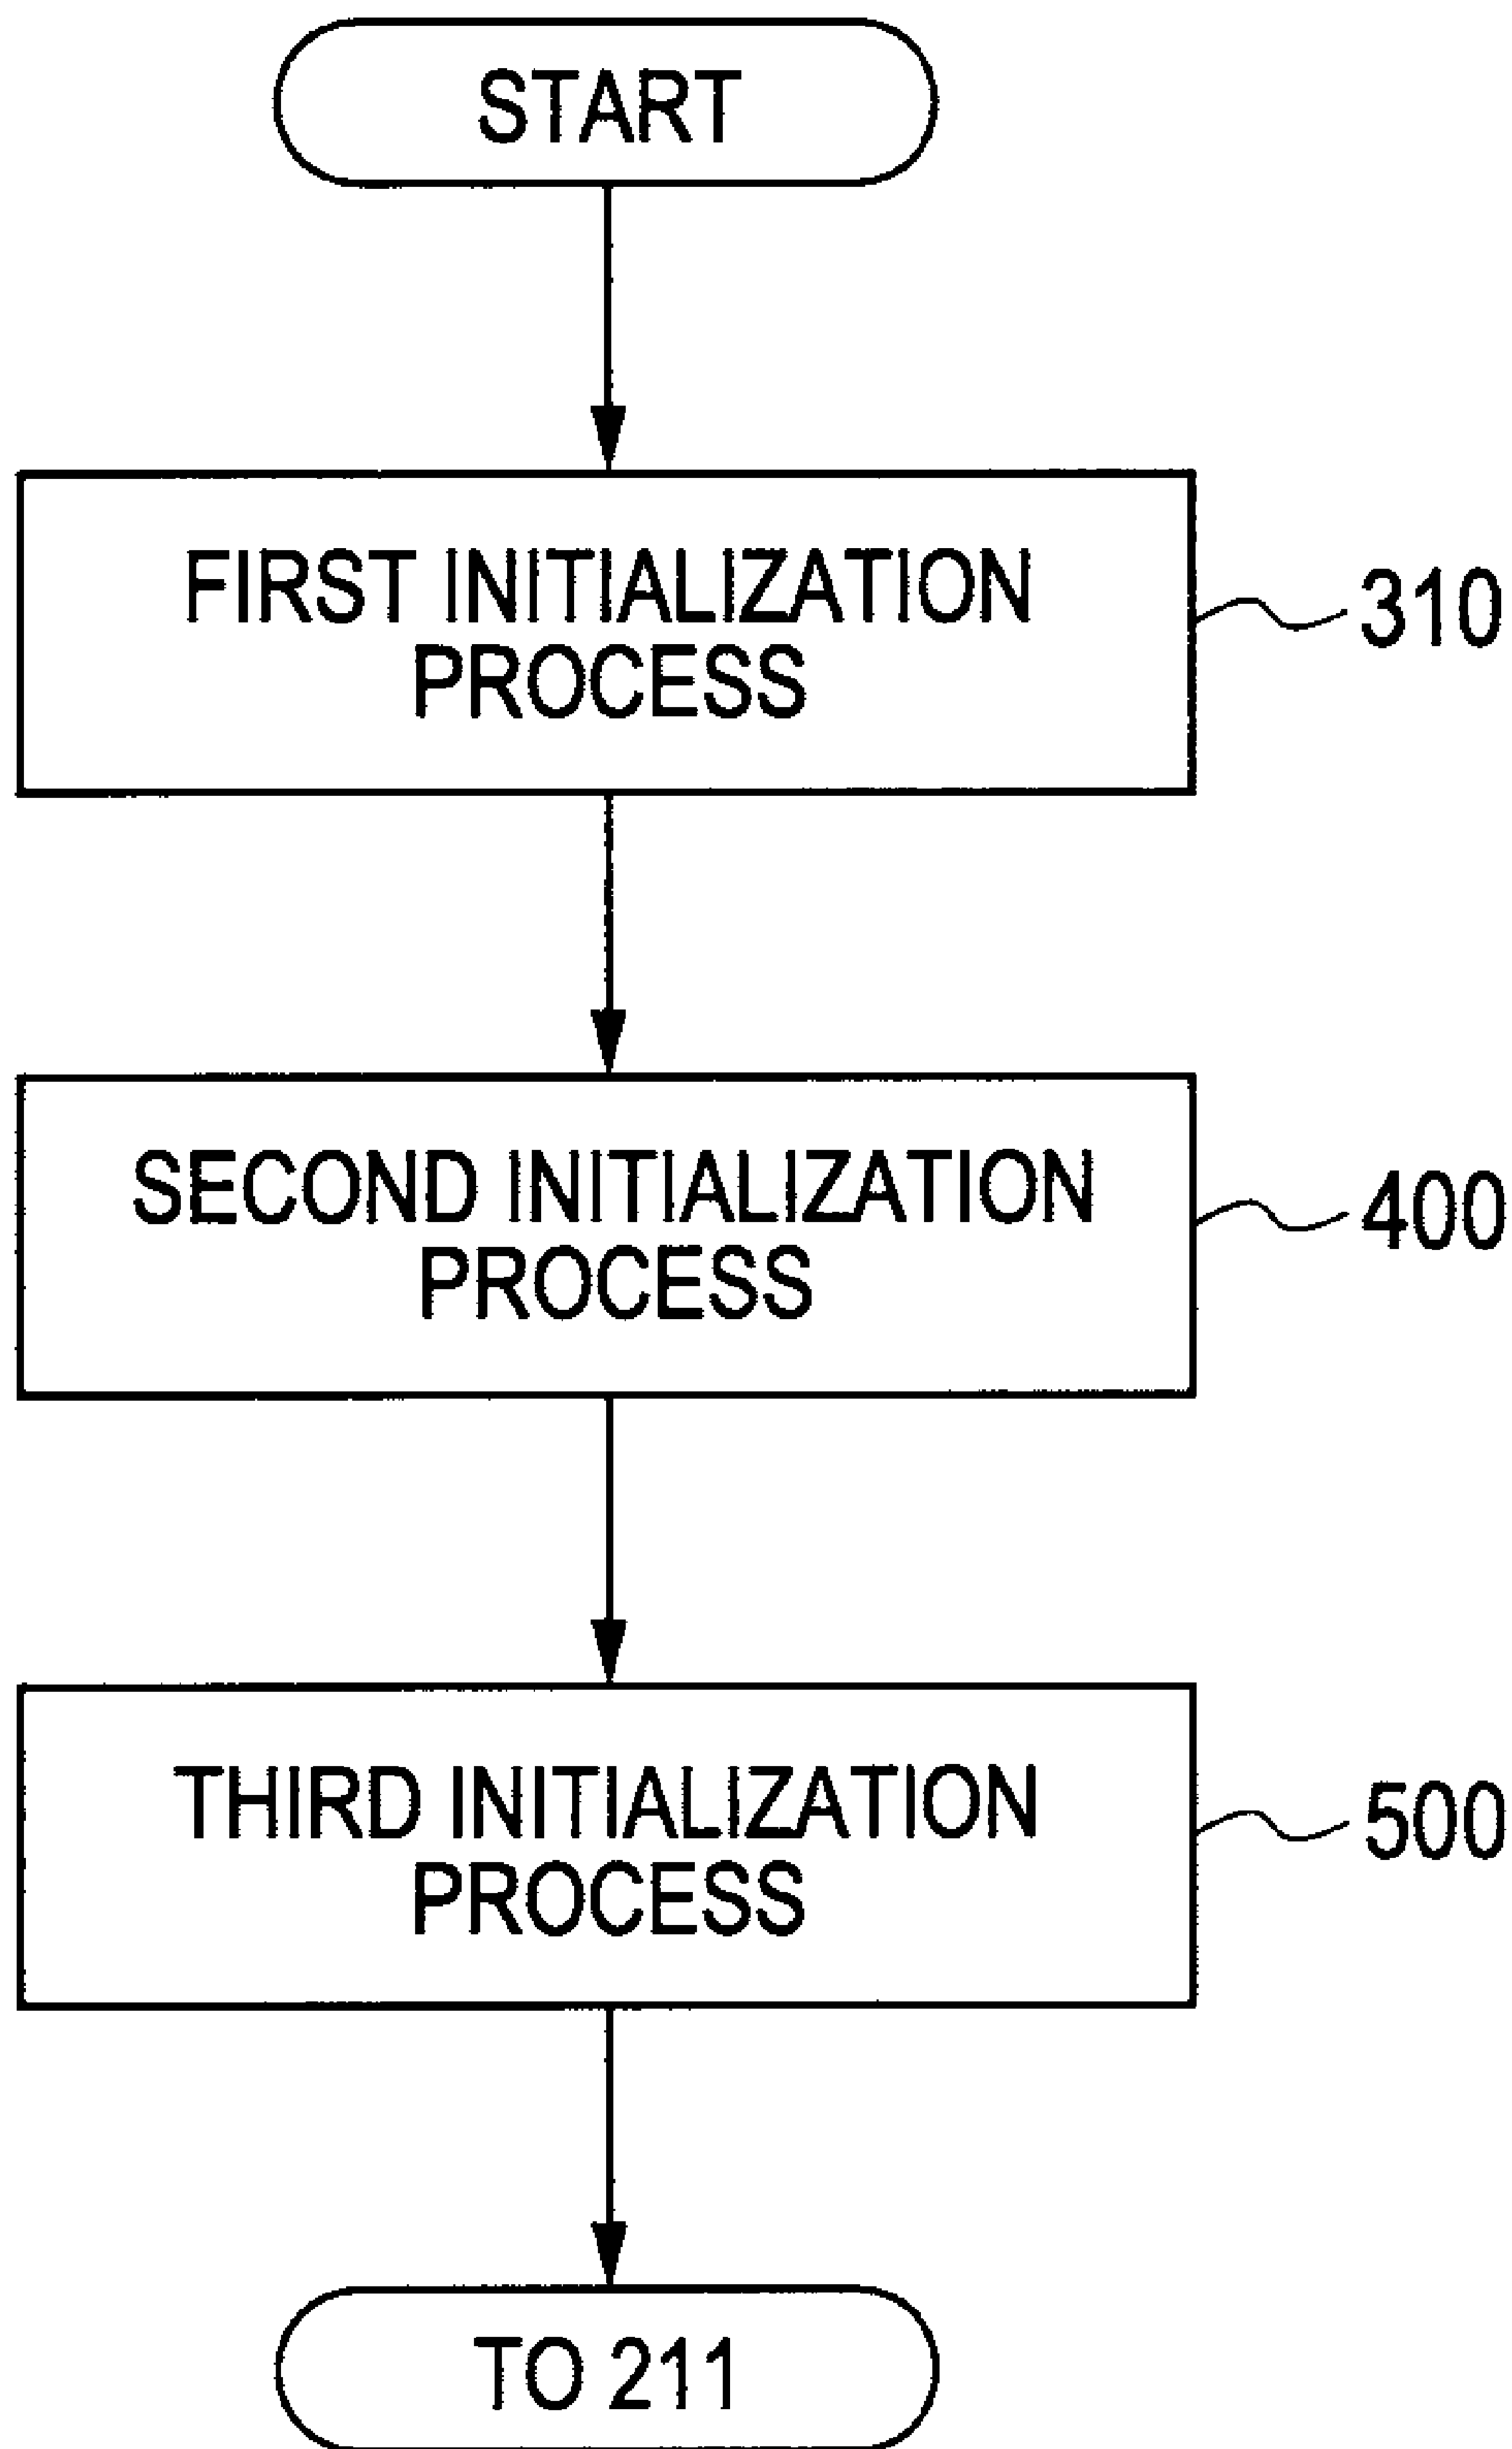 START
FIRST INITIALIZATION
PROCESS
310
SECOND INITIALIZATION
PROCESS
400
THIRD INITIALIZATION
PROCESS
500
TO 211